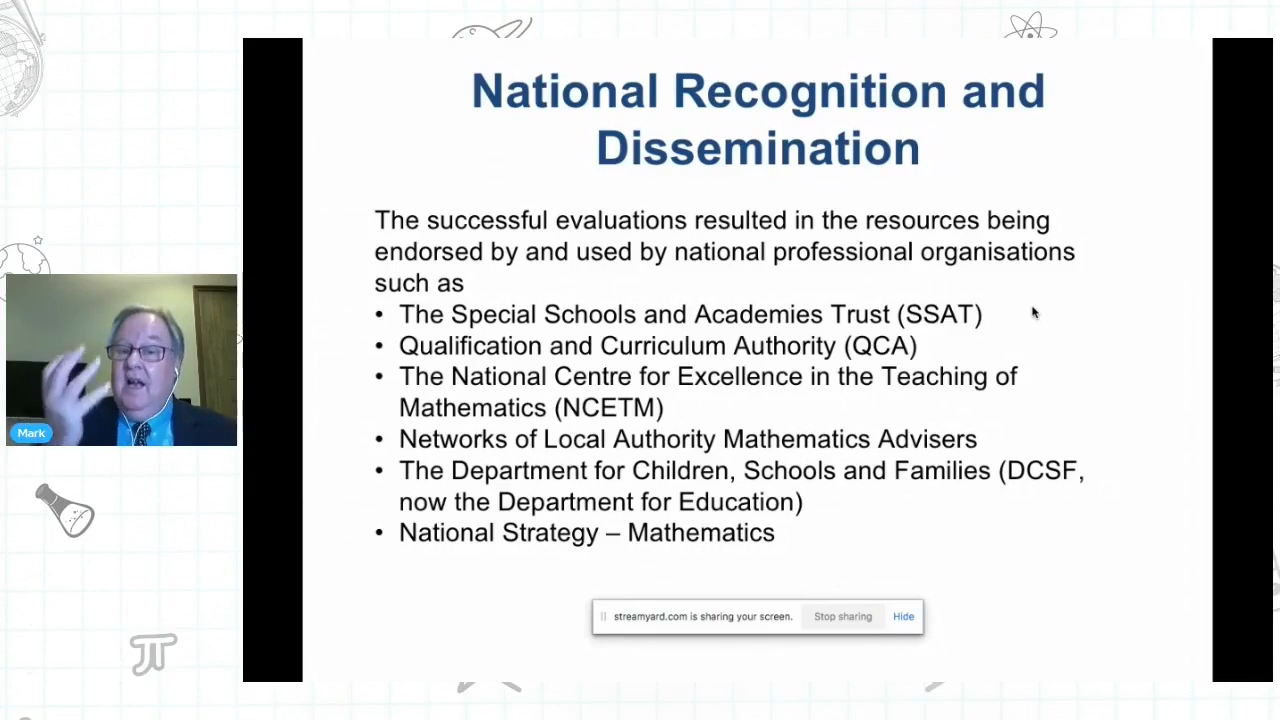 National Recognition and
Dissemination
The successful evaluations resulted in the resources being
endorsed by and used by national professional organisations
such as
• The Special Schools and Academies Trust (SSAT)
• Qualification and Curriculum Authority (QCA)
• The National Centre for Excellence in the Teaching of
Mathematics (NCETM)
• Networks of Local Authority Mathematics Advisers
• The Department for Children, Schools and Families (DCSF,
now the Department for Education)
• National Strategy – Mathematics
Mark
streamyard.com is sharing your screen. Stop sharing Hide